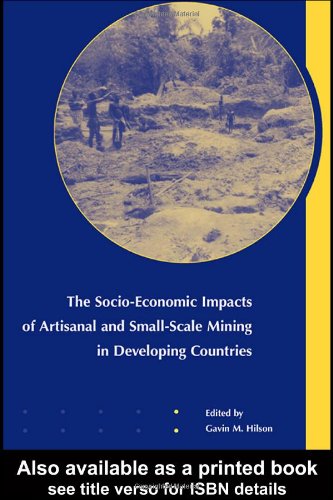 The Socio-Economic Impacts
of Artisanal and Small-Scale Mining
in Developing Countries
Edited by
Gavin M. Hilson
Also available as a printed book
see title verso for ISBN details